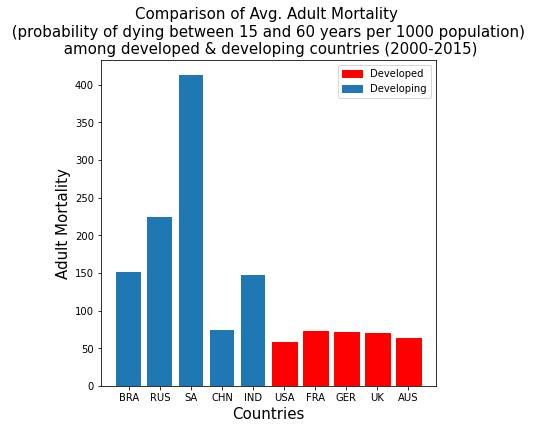 Comparison of Avg. Adult Mortality
(probability of dying between 15 and 60 years per 1000 population)
among developed & developing countries (2000-2015)
Developed
Developing
Adult Mortality
400
350
300
250
200
150
100
50
0
BRA RUS SA CHN IND USA FRA GER UK AUS
Countries